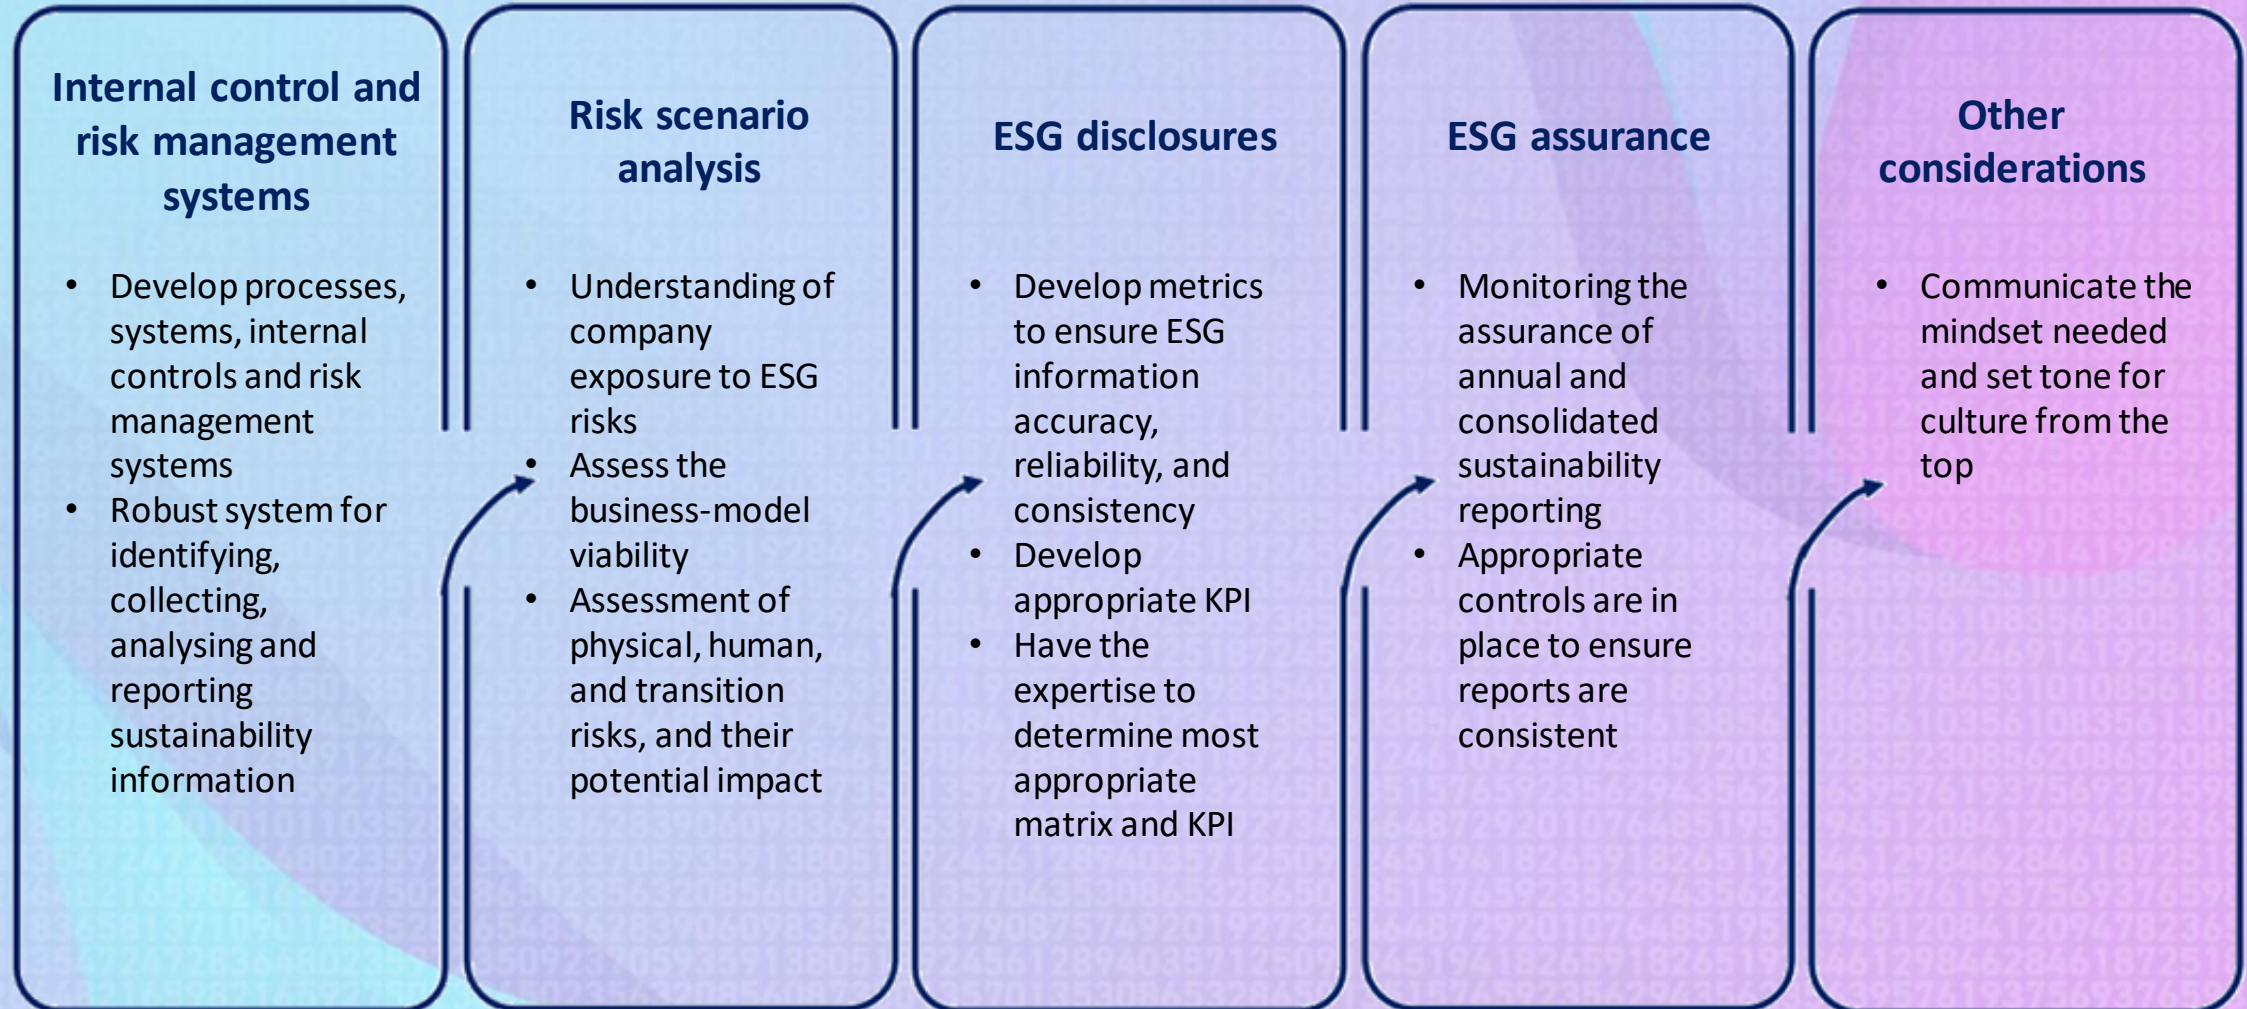 Internal control and
risk management
systems
• Develop processes,
systems, internal
controls and risk
management
systems
• Robust system for
identifying,
collecting,
analysing and
reporting
sustainability
information
Risk scenario
analysis
• Understanding of
company
exposure to ESG
risks
• Assess the
business-model
viability
• Assessment of
physical, human,
and transition
risks, and their
potential impact
ESG disclosures
• Develop metrics
to ensure ESG
information
accuracy,
reliability, and
consistency
• Develop
appropriate KPI
• Have the
expertise to
determine most
appropriate
matrix and KPI
ESG assurance
• Monitoring the
assurance of
annual and
consolidated
sustainability
reporting
• Appropriate
controls are in
place to ensure
reports are
consistent
Other
considerations
• Communicate the
mindset needed
and set tone for
culture from the
top